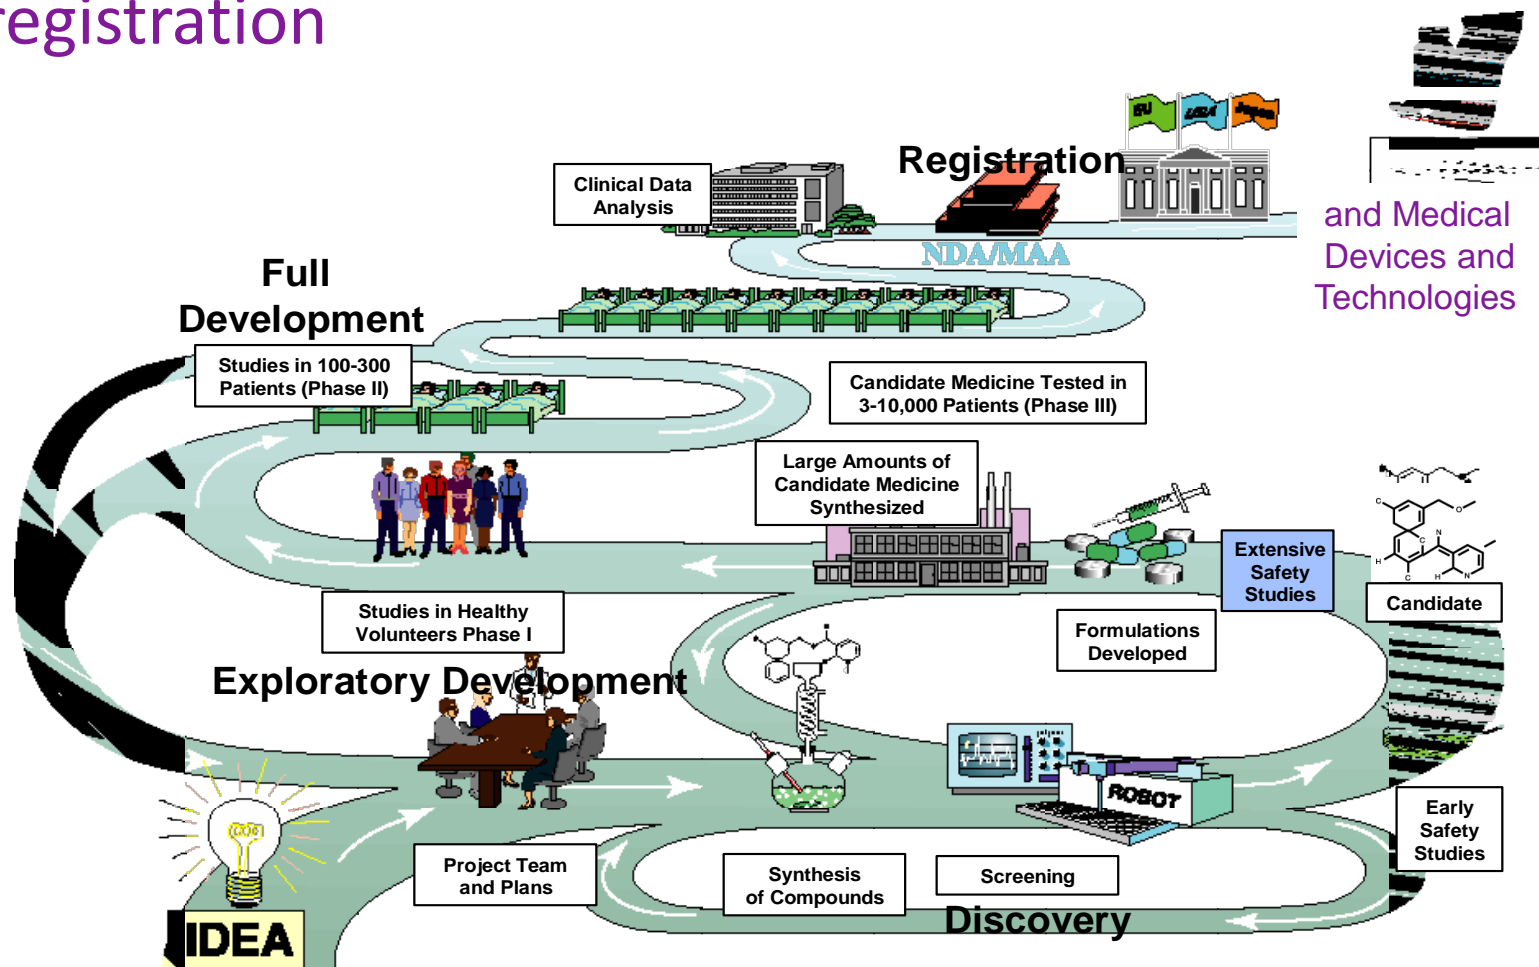 registration
EU
USA
Japan
Registration
Clinical Data
Analysis
and Medical
Devices and
Technologies
NDA/MAA
Full
Development
Studies in 100-300
Patients (Phase II)
Candidate Medicine Tested in
3-10,000 Patients (Phase III)
Large Amounts of
Candidate Medicine
Synthesized
Extensive
Safety
Studies
C
O
N
C
H
H
N
C
Candidate
Studies in Healthy
Volunteers Phase I
Formulations
Developed
Exploratory Development
ROBOT
Early
Safety
Studies
Project Team
and Plans
Synthesis
of Compounds
Screening
Discovery
IDEA